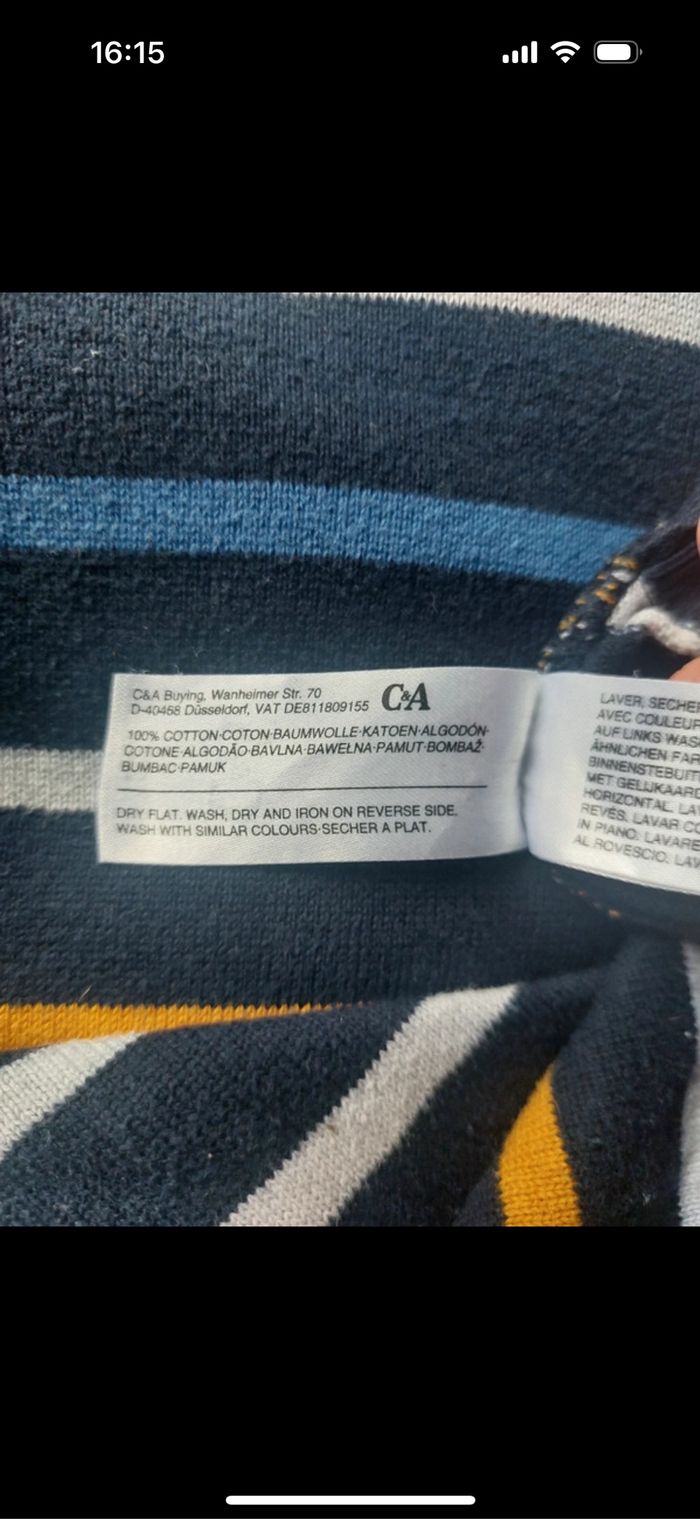 16:15
C&A Buying, Wanheimer Str. 70
D-40468 Düsseldorf, VAT DE811809155
C&A
100% COTTON·COTON·BAUMWOLLE·KATOEN·ALGODÓN·
COTONE·ALGODÃO·BAVLNA·BAWEŁNA·PAMUT·BOMBAŽ·
BUMBAC·PAMUK
DRY FLAT. WASH, DRY AND IRON ON REVERSE SIDE.
WASH WITH SIMILAR COLOURS·SECHER A PLAT.
LAVER, SECHER
AVEC COULEUR
AUF LINKS WAS
ÄHNLICHEN FAR
BINNENSTEBUIT
MET GELIJKAARD
HORIZONTAL. LA
REVÉS. LAVAR C
IN PIANO. LAVARE
AL ROVESCIO. LAV